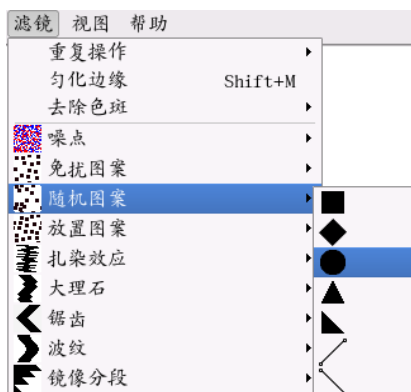 滤镜 视图 帮助
重复操作
匀化边缘 Shift+M
去除色斑
噪点
免扰图案
随机图案
放置图案
扎染效应
大理石
锯齿
波纹
镜像分段